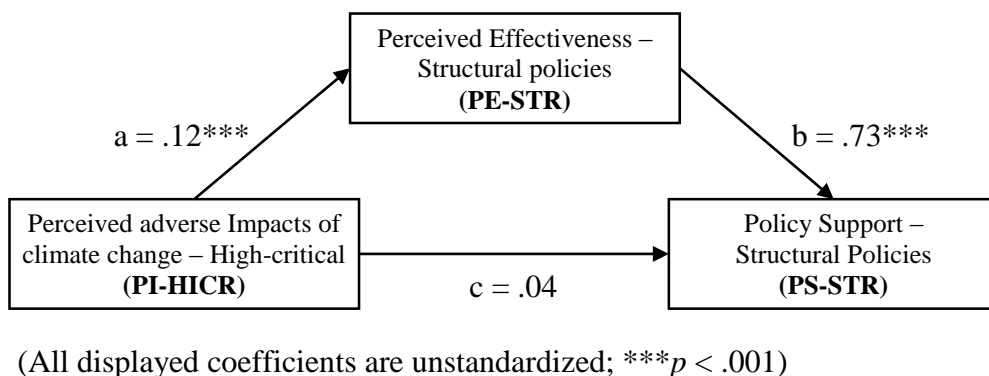 Perceived Effectiveness –
Structural policies
(PE-STR)
a = .12***
b = .73***
Perceived adverse Impacts of
climate change – High-critical
(PI-HICR)
c = .04
Policy Support –
Structural Policies
(PS-STR)
(All displayed coefficients are unstandardized; ***p < .001)